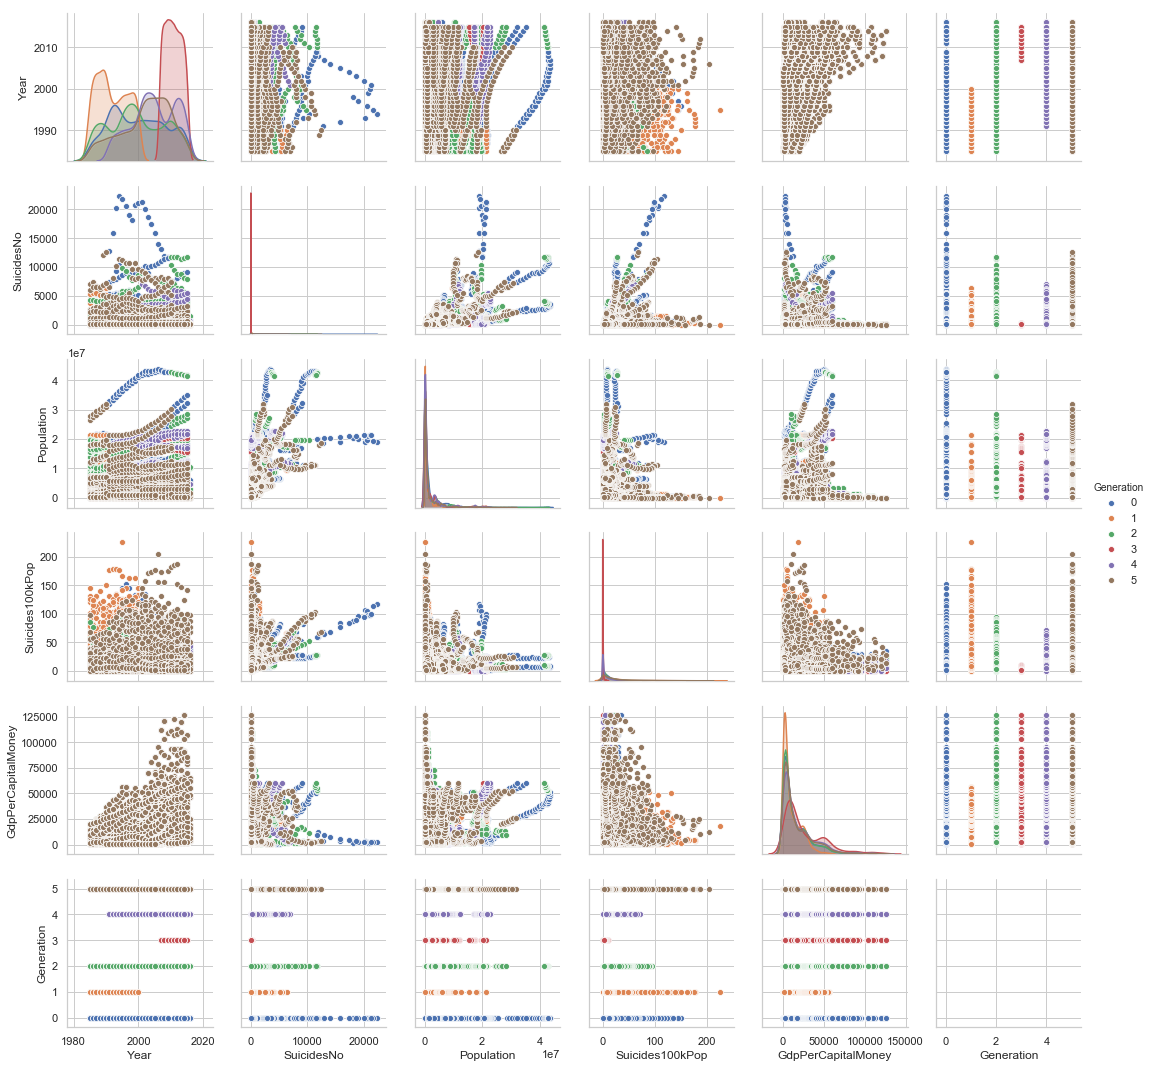 2010
2000
1990
Year
20000
15000
10000
5000
0
SuicidesNo
1e7
4
3
2
1
0
Population
200
150
100
50
0
Suicides100kPop
125000
100000
75000
50000
25000
0
GdpPerCapitalMoney
5
4
3
2
1
0
Generation
1980 2000 2020
Year
0 10000 20000
SuicidesNo
0 2 4
1e7
Population
0 100 200
Suicides100kPop
0 50000 100000 150000
GdpPerCapitalMoney
0 2 4
Generation
Generation
0
1
2
3
4
5